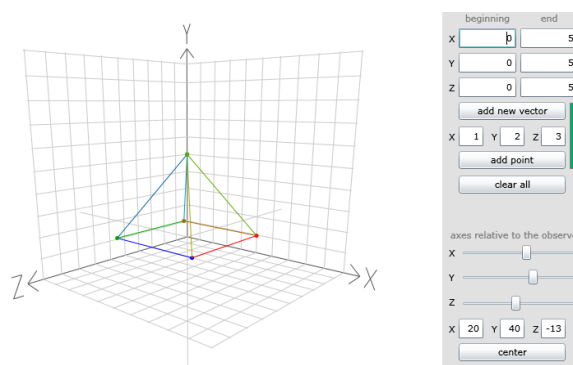 Y
X
Z
beginning end
X 0 5
Y 0 5
Z 0 5
add new vector
X 1 Y 2 Z 3
add point
clear all
axes relative to the
X
Y
Z
X 20 Y 40 Z -13
center